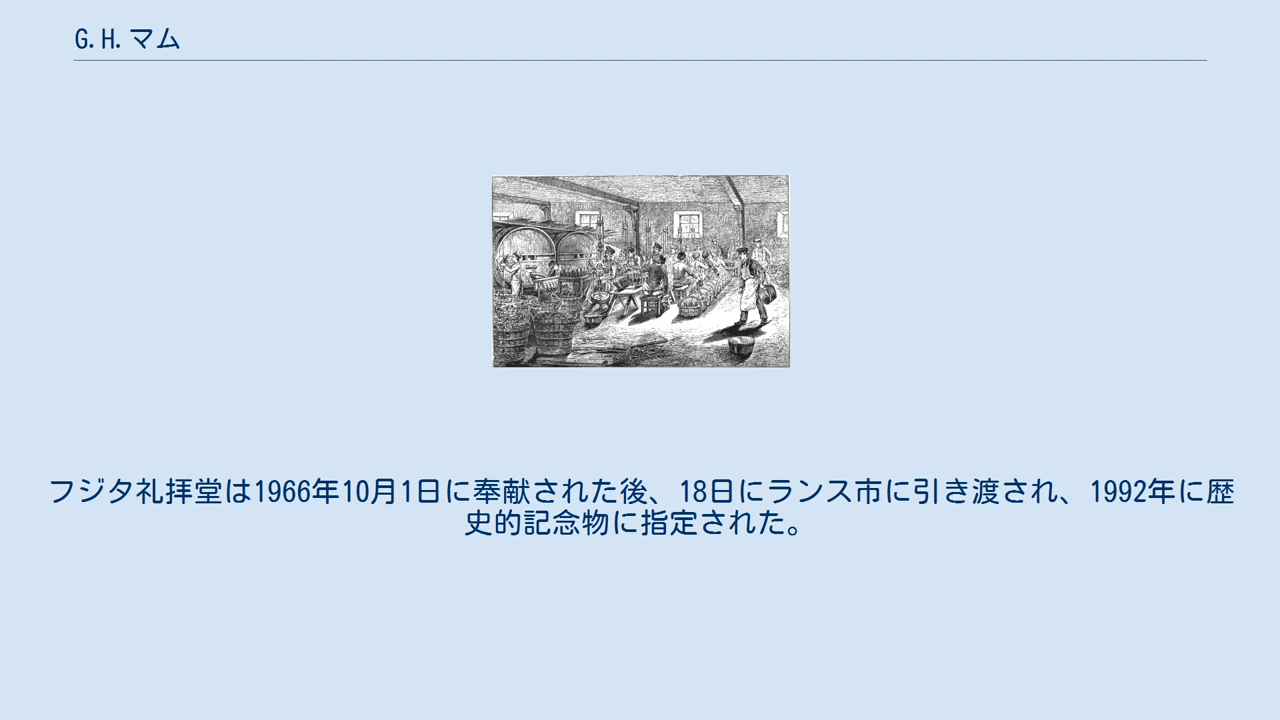 G.H.マム
フジタ礼拝堂は1966年10月1日に奉献された後、18日にランス市に引き渡され、1992年に歴
史的記念物に指定された。